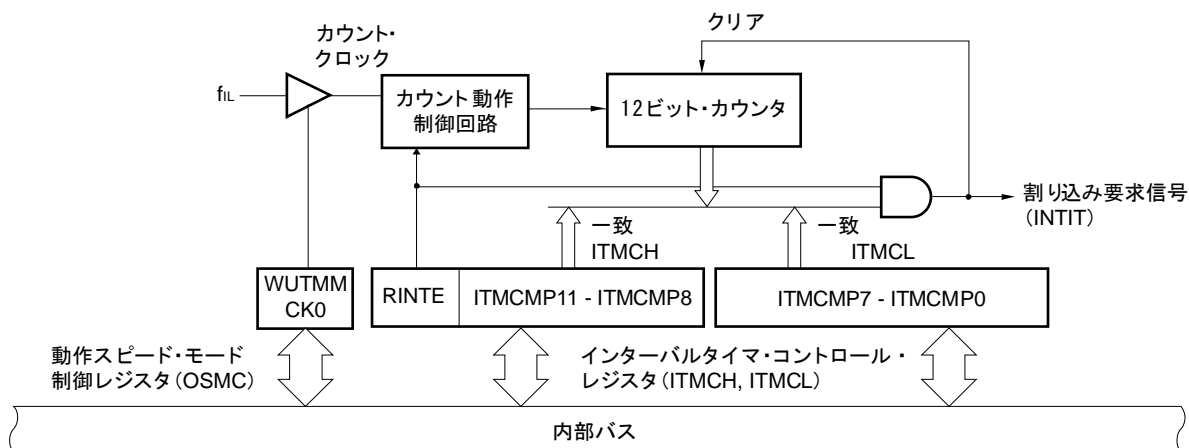 クリア
カウント・
クロック
fIL
カウント動作
制御回路
12ビット・カウンタ
割り込み要求信号
(INTIT)
一致
ITMCH
一致
ITMCL
WUTMM
CK0
RINTE
ITMCMP11 - ITMCMP8
ITMCMP7 - ITMCMP0
動作スピード・モード
制御レジスタ(OSMC)
インターバルタイマ・コントロール・
レジスタ(ITMCH, ITMCL)
内部バス